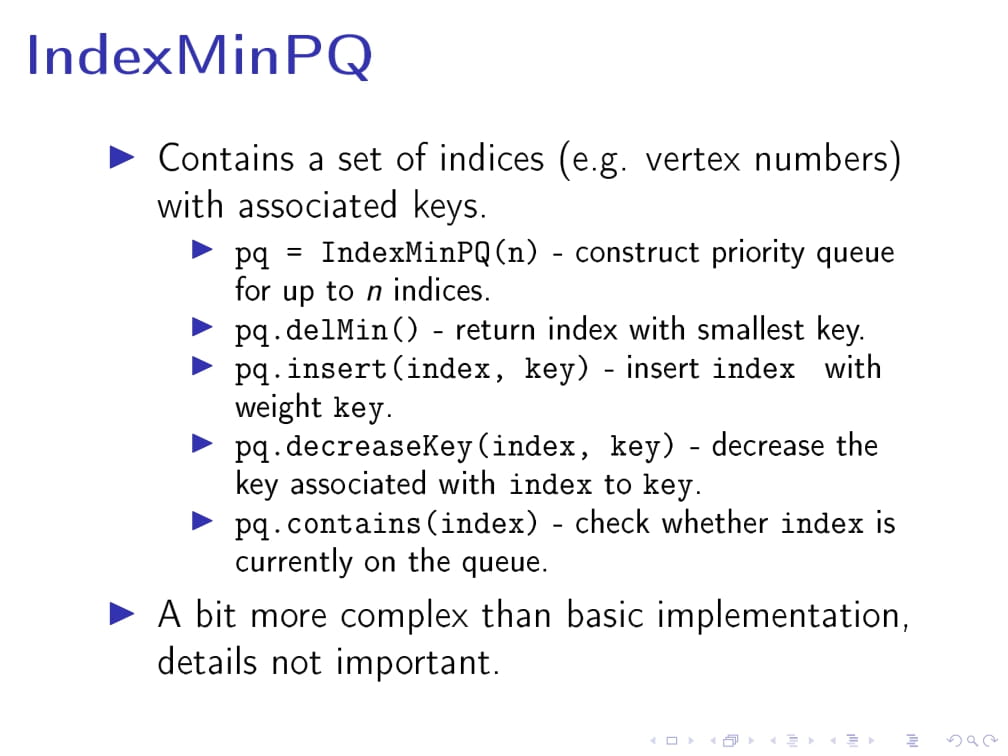 IndexMinPQ
▶ Contains a set of indices (e.g. vertex numbers)
with associated keys.
▶ pq = IndexMinPQ(n) - construct priority queue
for up to n indices.
▶ pq.delMin() - return index with smallest key.
▶ pq.insert(index, key) - insert index with
weight key.
▶ pq.decreaseKey(index, key) - decrease the
key associated with index to key.
▶ pq.contains(index) - check whether index is
currently on the queue.
▶ A bit more complex than basic implementation,
details not important.